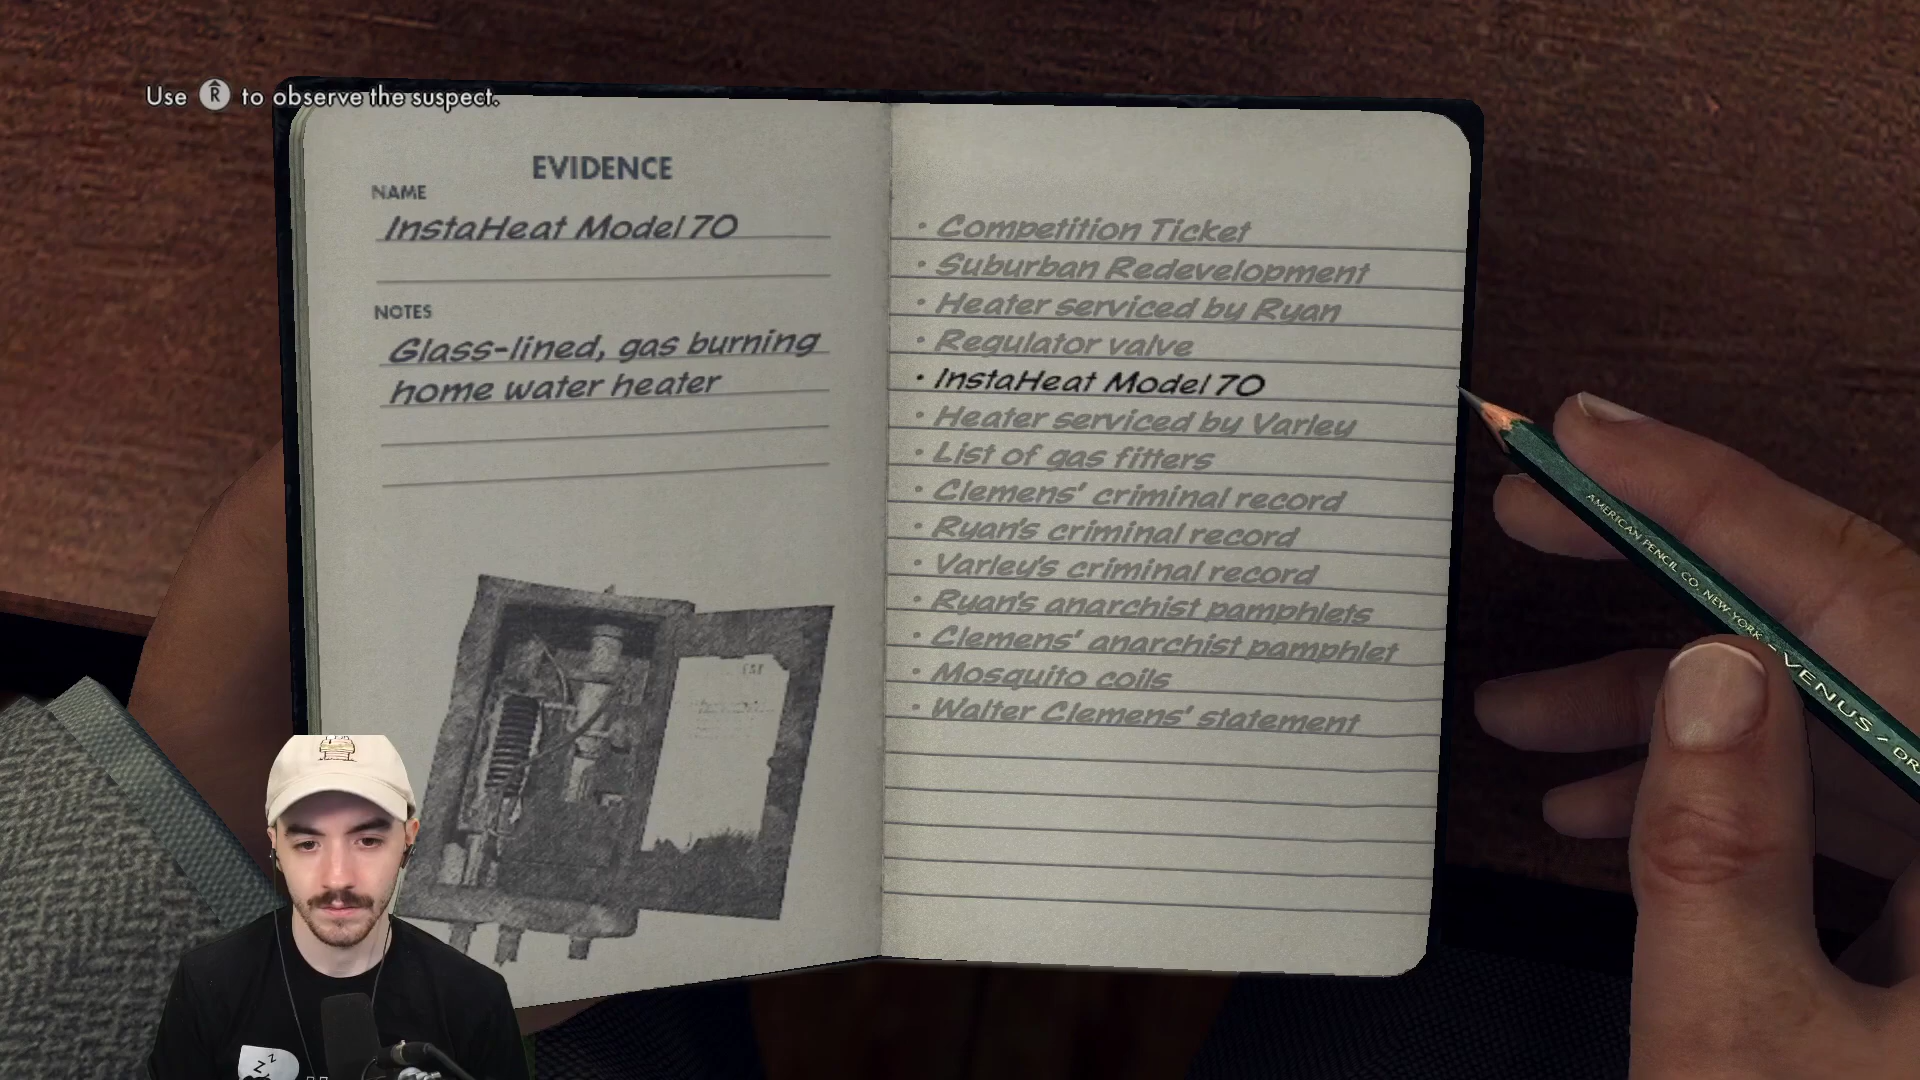 Use R to observe the suspect.
EVIDENCE
NAME
InstaHeat Model 70
NOTES
Glass-lined, gas burning
home water heater
• Competition Ticket
• Suburban Redevelopment
• Heater serviced by Ryan
• Regulator valve
• InstaHeat Model 70
• Heater serviced by Varley
• List of gas fitters
• Clemens' criminal record
• Ryan's criminal record
• Varley's criminal record
• Ryan's anarchist pamphlets
• Clemens' anarchist pamphlet
• Mosquito coils
• Walter Clemens' statement
AMERICAN PENCIL CO. NEW YORK
VENUS / DR
Z Z